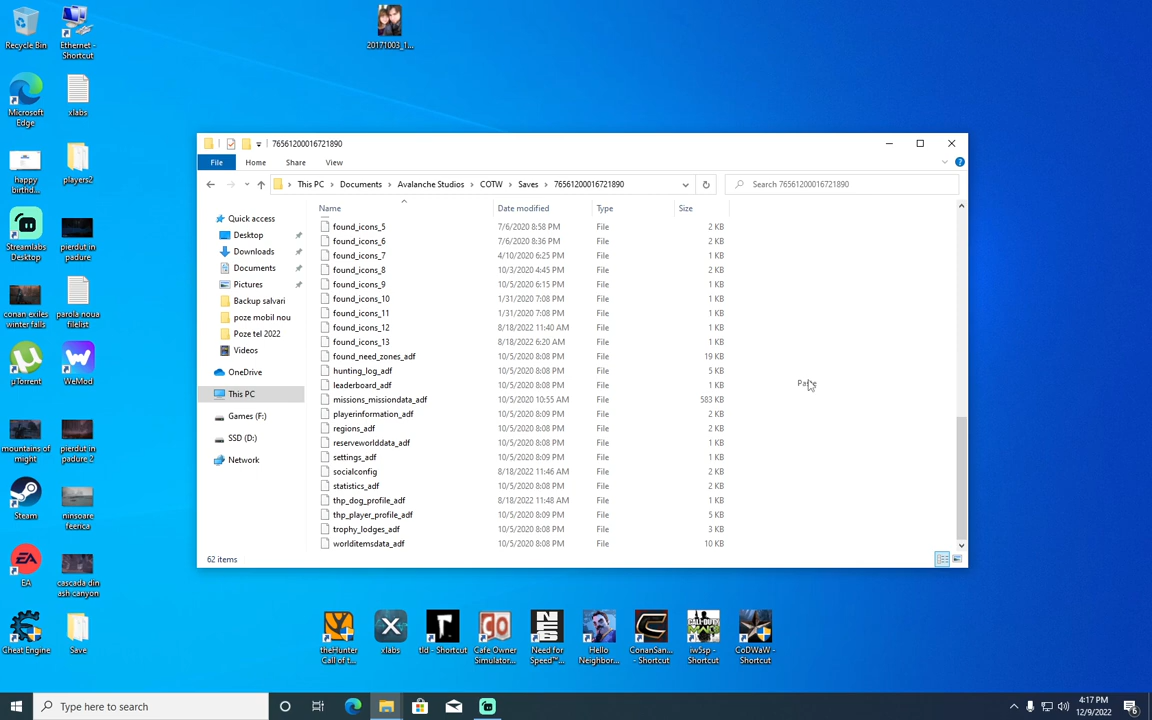 Recycle Bin
Ethernet -
Shortcut
20171003_1...
Microsoft
Edge
xlabs
happy
birthd...
players2
Streamlabs
Desktop
pierdut in
padure
conan exiles
winter falls
parola noua
filelist
µTorrent
WeMod
mountains of
might
pierdut in
padure 2
Steam
ninsoare
feerica
EA
cascada din
ash canyon
Cheat Engine
Save
76561200016721890
File Home Share View
This PC > Documents > Avalanche Studios > COTW > Saves > 76561200016721890
Search 76561200016721890
Quick access
Desktop
Downloads
Documents
Pictures
Backup salvari
poze mobil nou
Poze tel 2022
Videos
OneDrive
This PC
Games (F:)
SSD (D:)
Network
Name Date modified Type Size
found_icons_5 7/6/2020 8:58 PM File 2 KB
found_icons_6 7/6/2020 8:36 PM File 2 KB
found_icons_7 4/10/2020 6:25 PM File 1 KB
found_icons_8 10/3/2020 4:45 PM File 2 KB
found_icons_9 10/5/2020 6:15 PM File 1 KB
found_icons_10 1/31/2020 7:08 PM File 1 KB
found_icons_11 1/31/2020 7:08 PM File 1 KB
found_icons_12 8/18/2022 11:40 AM File 1 KB
found_icons_13 8/18/2022 6:20 AM File 1 KB
found_need_zones_adf 10/5/2020 8:08 PM File 19 KB
hunting_log_adf 10/5/2020 8:08 PM File 5 KB
leaderboard_adf 10/5/2020 8:08 PM File 1 KB
missions_missiondata_adf 10/5/2020 10:55 AM File 583 KB
playerinformation_adf 10/5/2020 8:09 PM File 2 KB
regions_adf 10/5/2020 8:08 PM File 2 KB
reserveworlddata_adf 10/5/2020 8:08 PM File 1 KB
settings_adf 10/5/2020 8:09 PM File 1 KB
socialconfig 8/18/2022 11:46 AM File 2 KB
statistics_adf 10/5/2020 8:08 PM File 2 KB
thp_dog_profile_adf 8/18/2022 11:48 AM File 1 KB
thp_player_profile_adf 10/5/2020 8:09 PM File 5 KB
trophy_lodges_adf 10/5/2020 8:08 PM File 3 KB
worlditemsdata_adf 10/5/2020 8:08 PM File 10 KB
Paste
62 items
theHunter
Call of t...
xlabs
tld - Shortcut
Cafe Owner
Simulator...
Need for
Speed™...
Hello
Neighbor...
ConanSan...
- Shortcut
iw5sp -
Shortcut
CoDWaW -
Shortcut
Type here to search
4:17 PM
12/9/2022
6